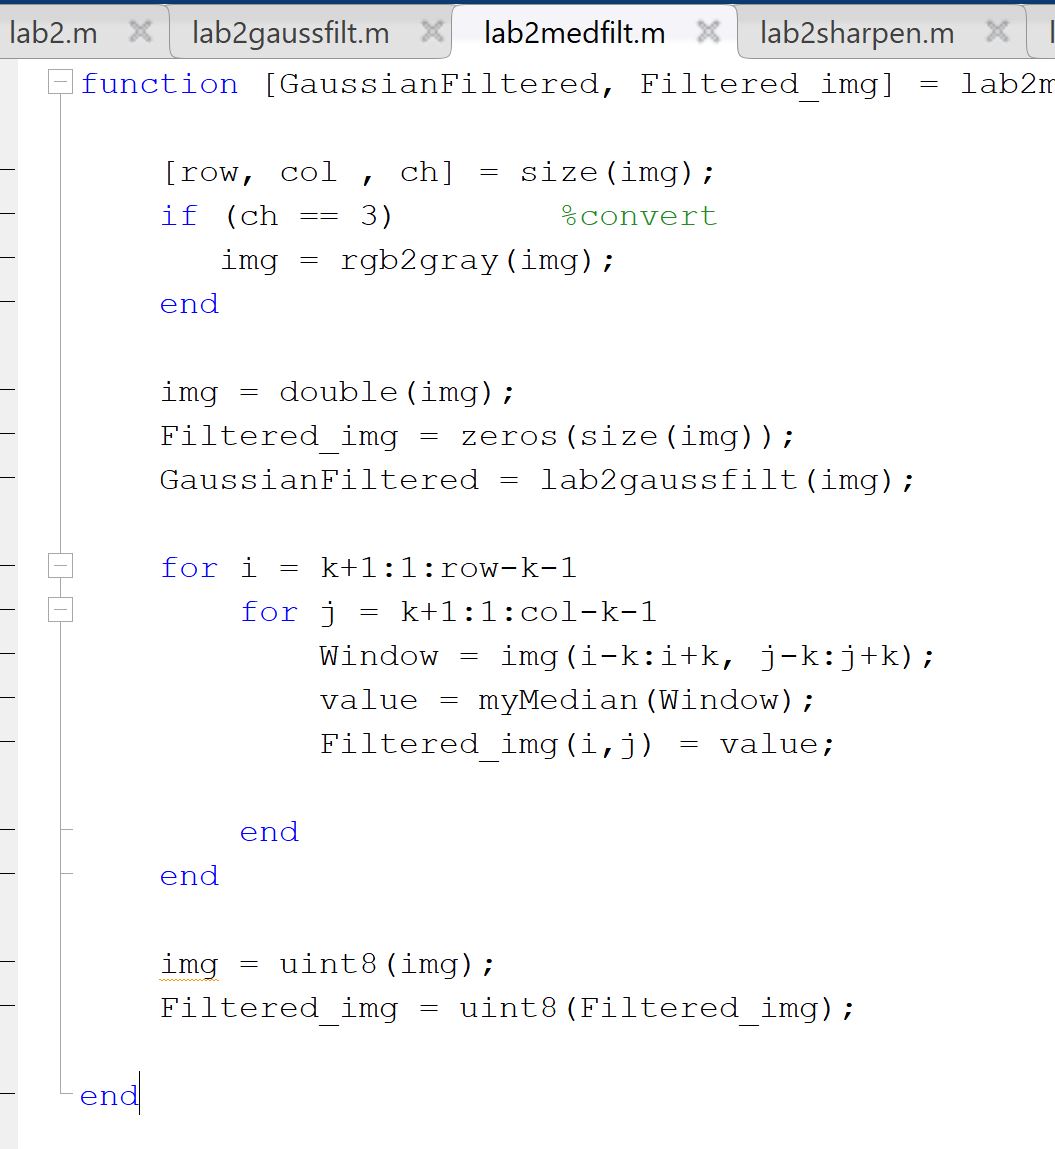 lab2.m lab2gaussfilt.m lab2medfilt.m lab2sharpen.m
function [GaussianFiltered, Filtered_img] = lab2m
[row, col , ch] = size(img);
if (ch == 3) %convert
img = rgb2gray(img);
end
img = double(img);
Filtered_img = zeros(size(img));
GaussianFiltered = lab2gaussfilt(img);
for i = k+1:1:row-k-1
for j = k+1:1:col-k-1
Window = img(i-k:i+k, j-k:j+k);
value = myMedian(Window);
Filtered_img(i,j) = value;
end
end
img = uint8(img);
Filtered_img = uint8(Filtered_img);
end